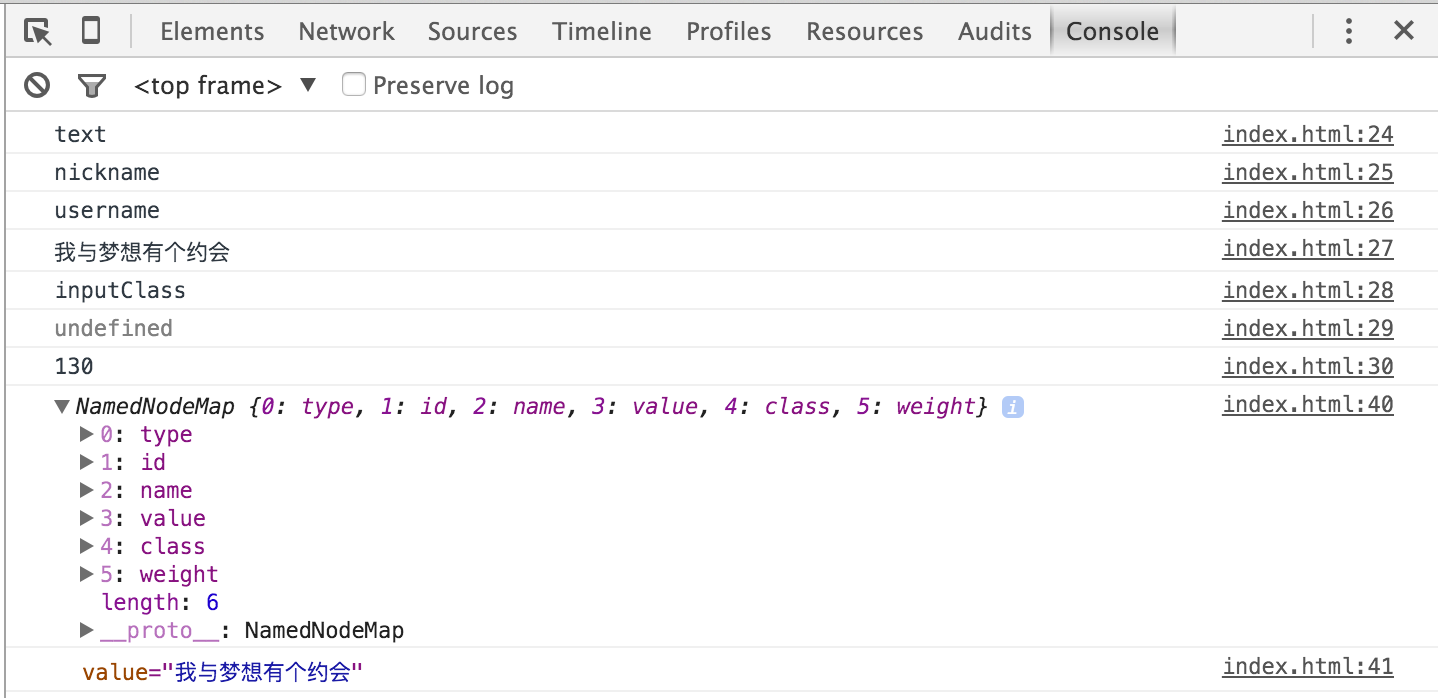 Elements Network Sources Timeline Profiles Resources Audits Console
<top frame> ▼ Preserve log
text index.html:24
nickname index.html:25
username index.html:26
我与梦想有个约会 index.html:27
inputClass index.html:28
undefined index.html:29
130 index.html:30
▼NamedNodeMap {0: type, 1: id, 2: name, 3: value, 4: class, 5: weight} i index.html:40
▶0: type
▶1: id
▶2: name
▶3: value
▶4: class
▶5: weight
length: 6
▶__proto__: NamedNodeMap
value="我与梦想有个约会" index.html:41